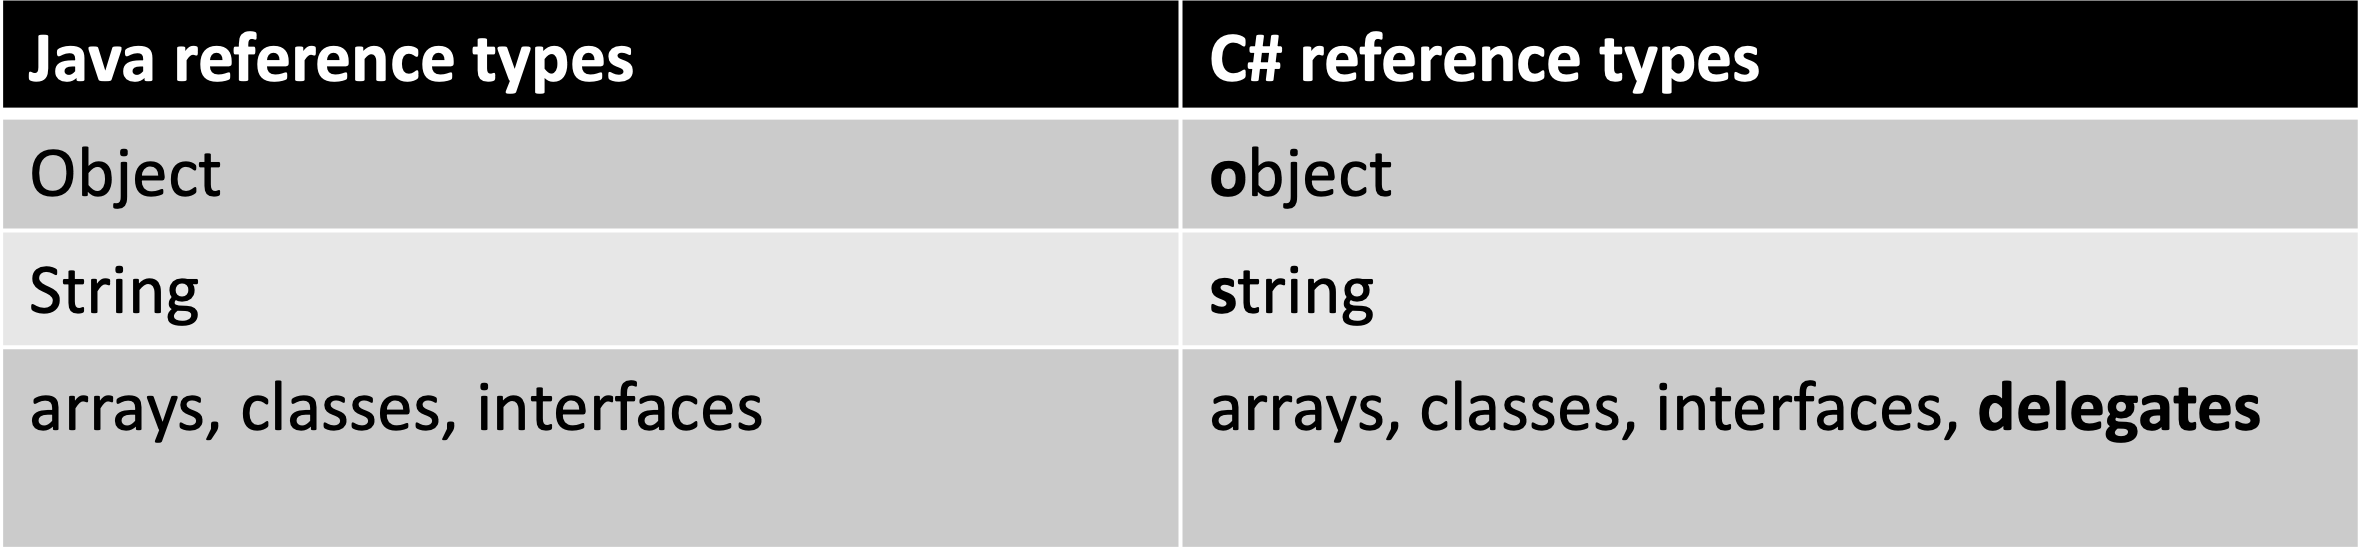 Java reference types
C# reference types
Object
object
String
string
arrays, classes, interfaces
arrays, classes, interfaces, delegates